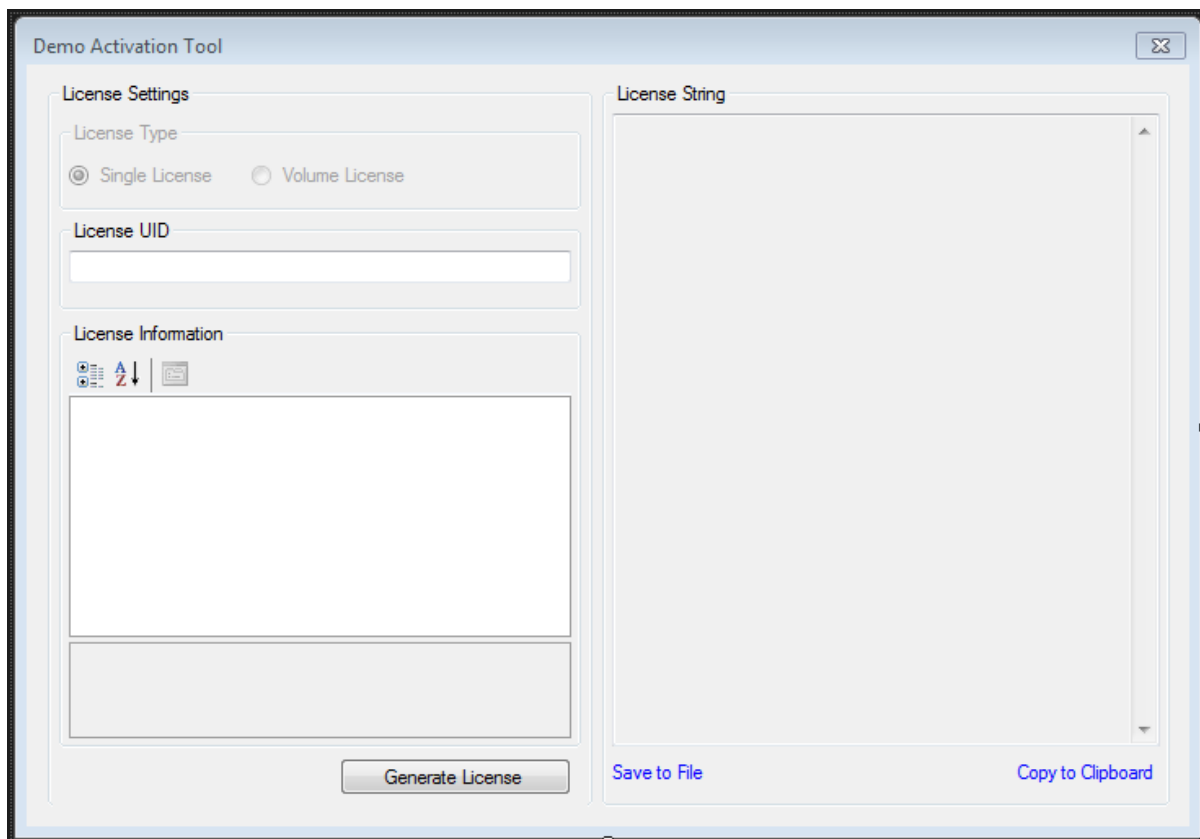 Demo Activation Tool
License Settings
License Type
Single License
Volume License
License UID
License Information
A
Z
Generate License
License String
Save to File
Copy to Clipboard